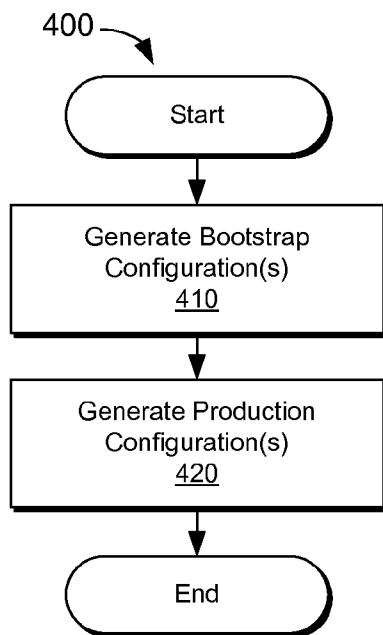 400
Start
Generate Bootstrap
Configuration(s)
410
Generate Production
Configuration(s)
420
End